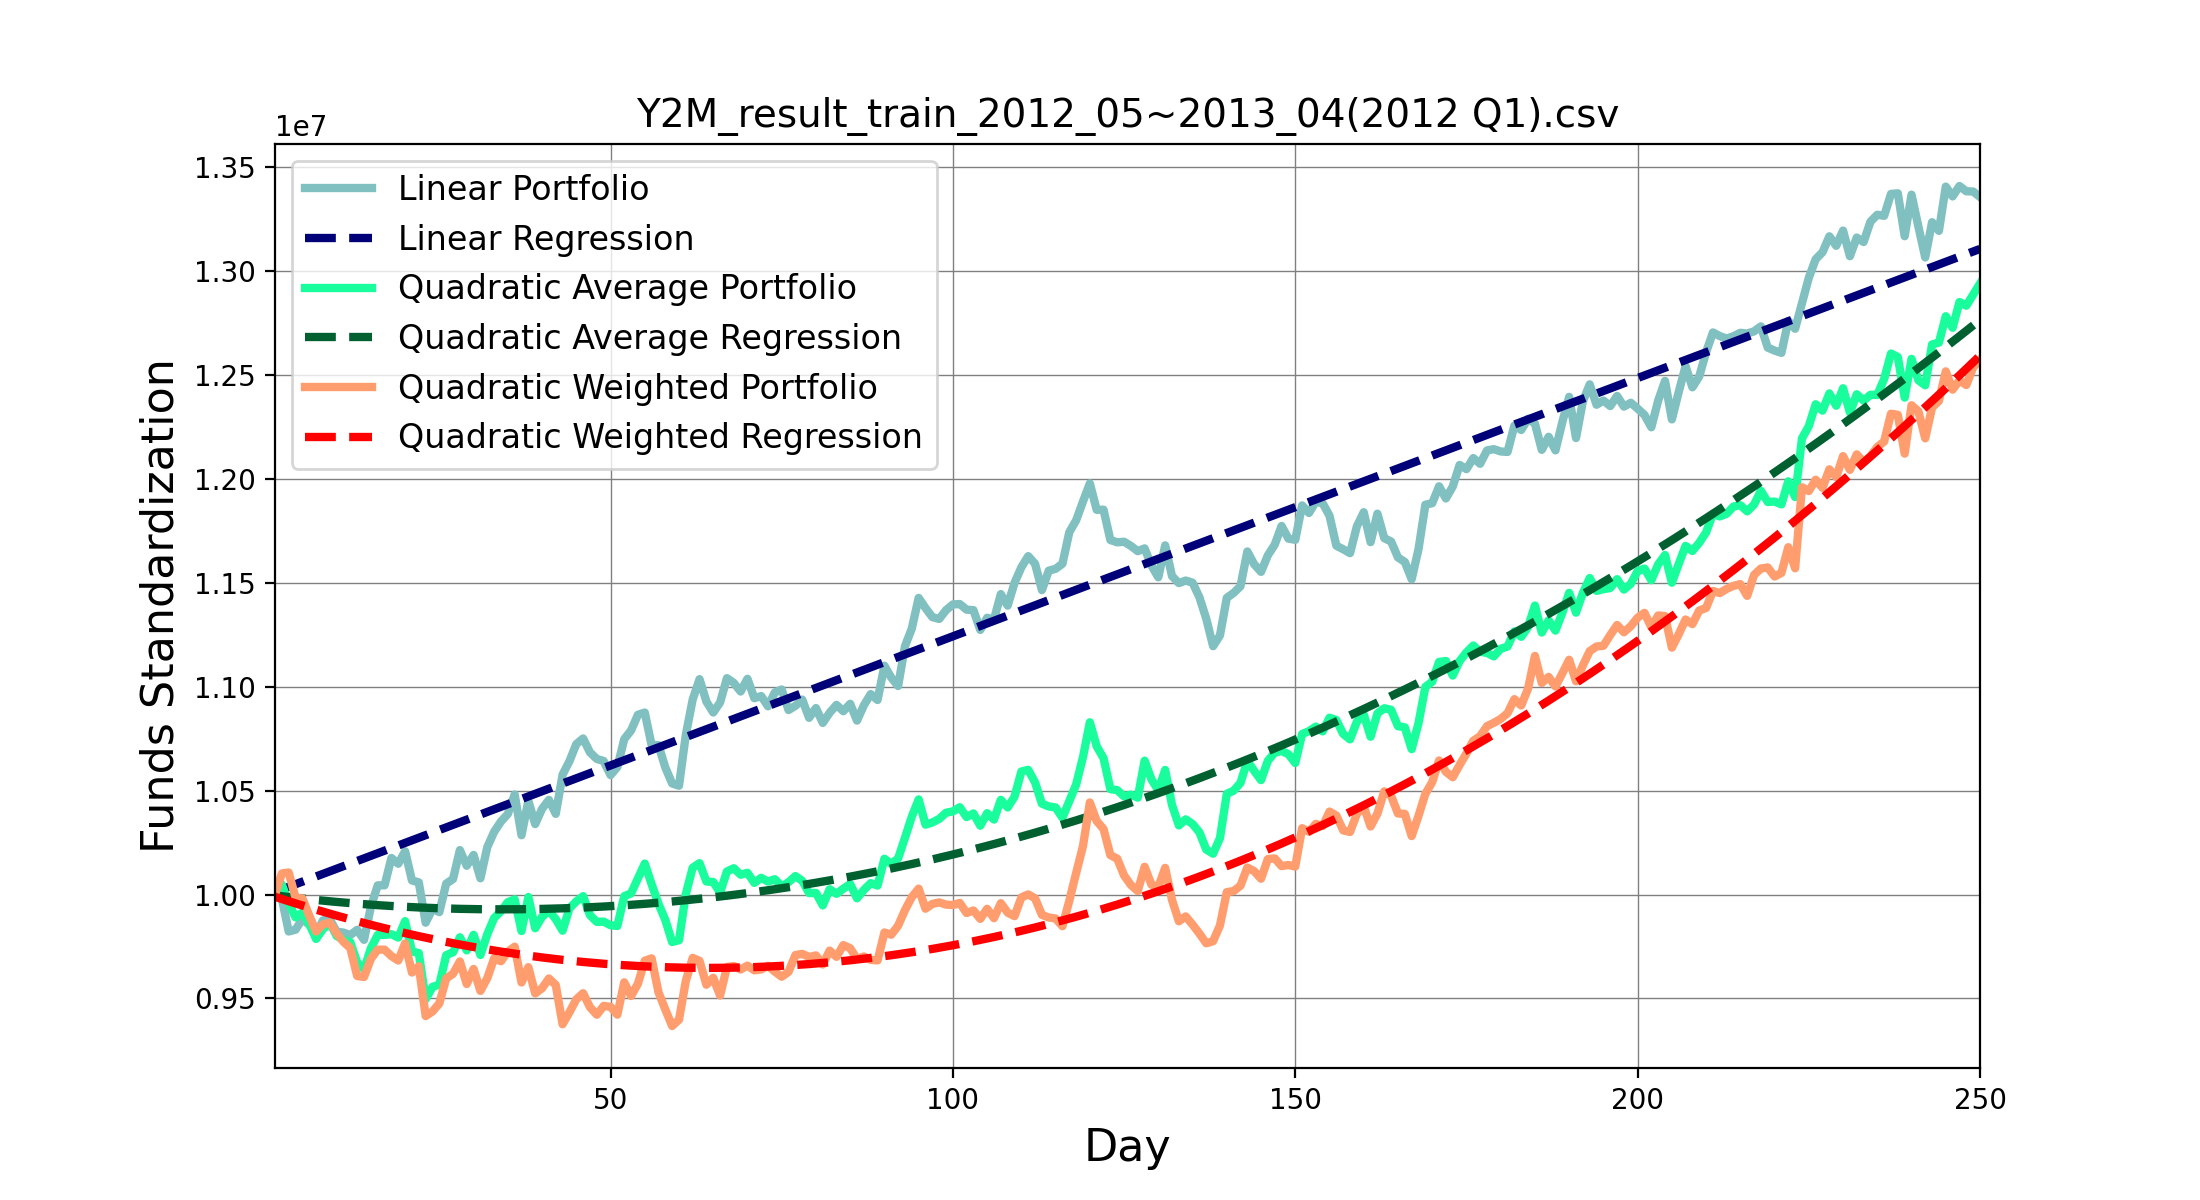 Y2M_result_train_2012_05~2013_04(2012 Q1).csv
1e7
1.35
1.30
1.25
1.20
1.15
1.10
1.05
1.00
0.95
Funds Standardization
Linear Portfolio
Linear Regression
Quadratic Average Portfolio
Quadratic Average Regression
Quadratic Weighted Portfolio
Quadratic Weighted Regression
50 100 150 200 250
Day